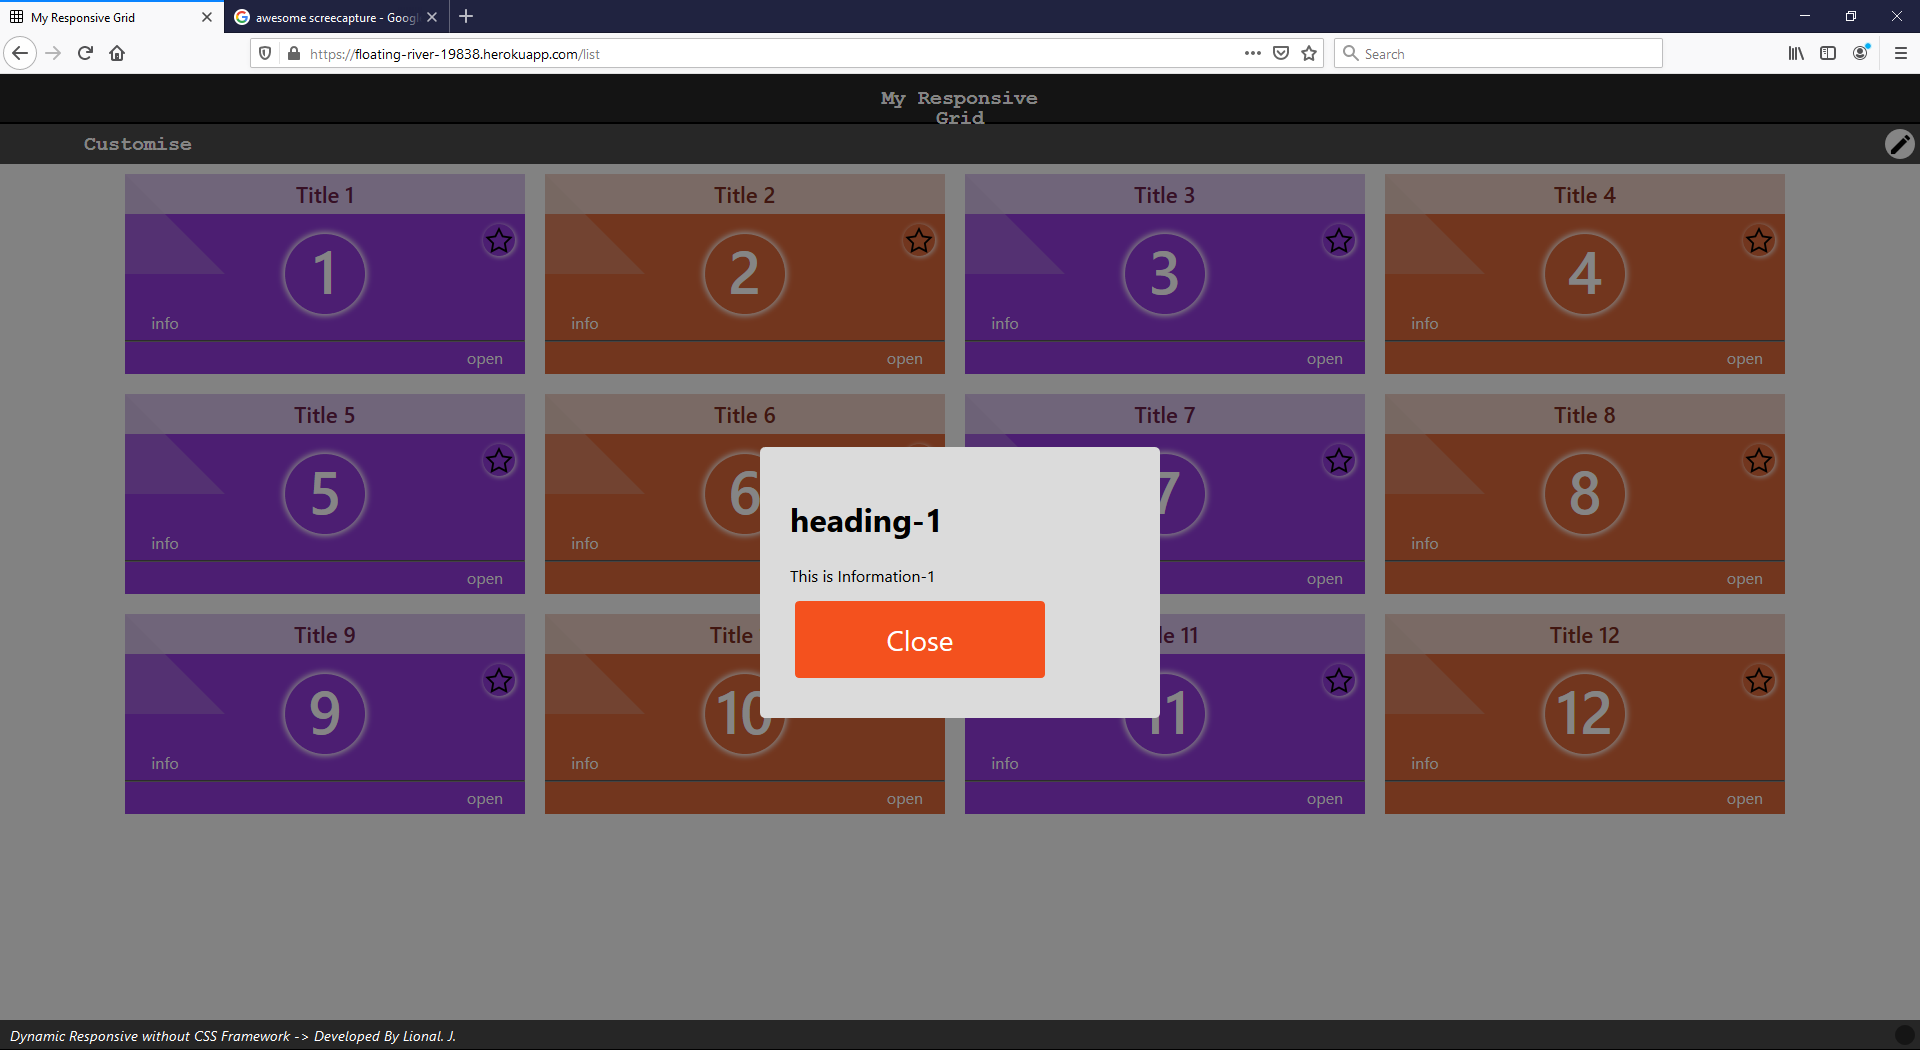 My Responsive Grid
awesome screecapture - Goog
https://floating-river-19838.herokuapp.com/list
Search
My Responsive
Grid
Customise
Title 1
Title 2
Title 3
Title 4
1
2
3
4
info
info
info
info
open
open
open
open
Title 5
Title 6
Title 7
Title 8
5
6
7
8
info
info
info
open
open
open
heading-1
This is Information-1
Close
Title 9
Title
le 11
Title 12
9
10
11
12
info
info
info
info
open
open
open
open
Dynamic Responsive without CSS Framework -> Developed By Lional. J.